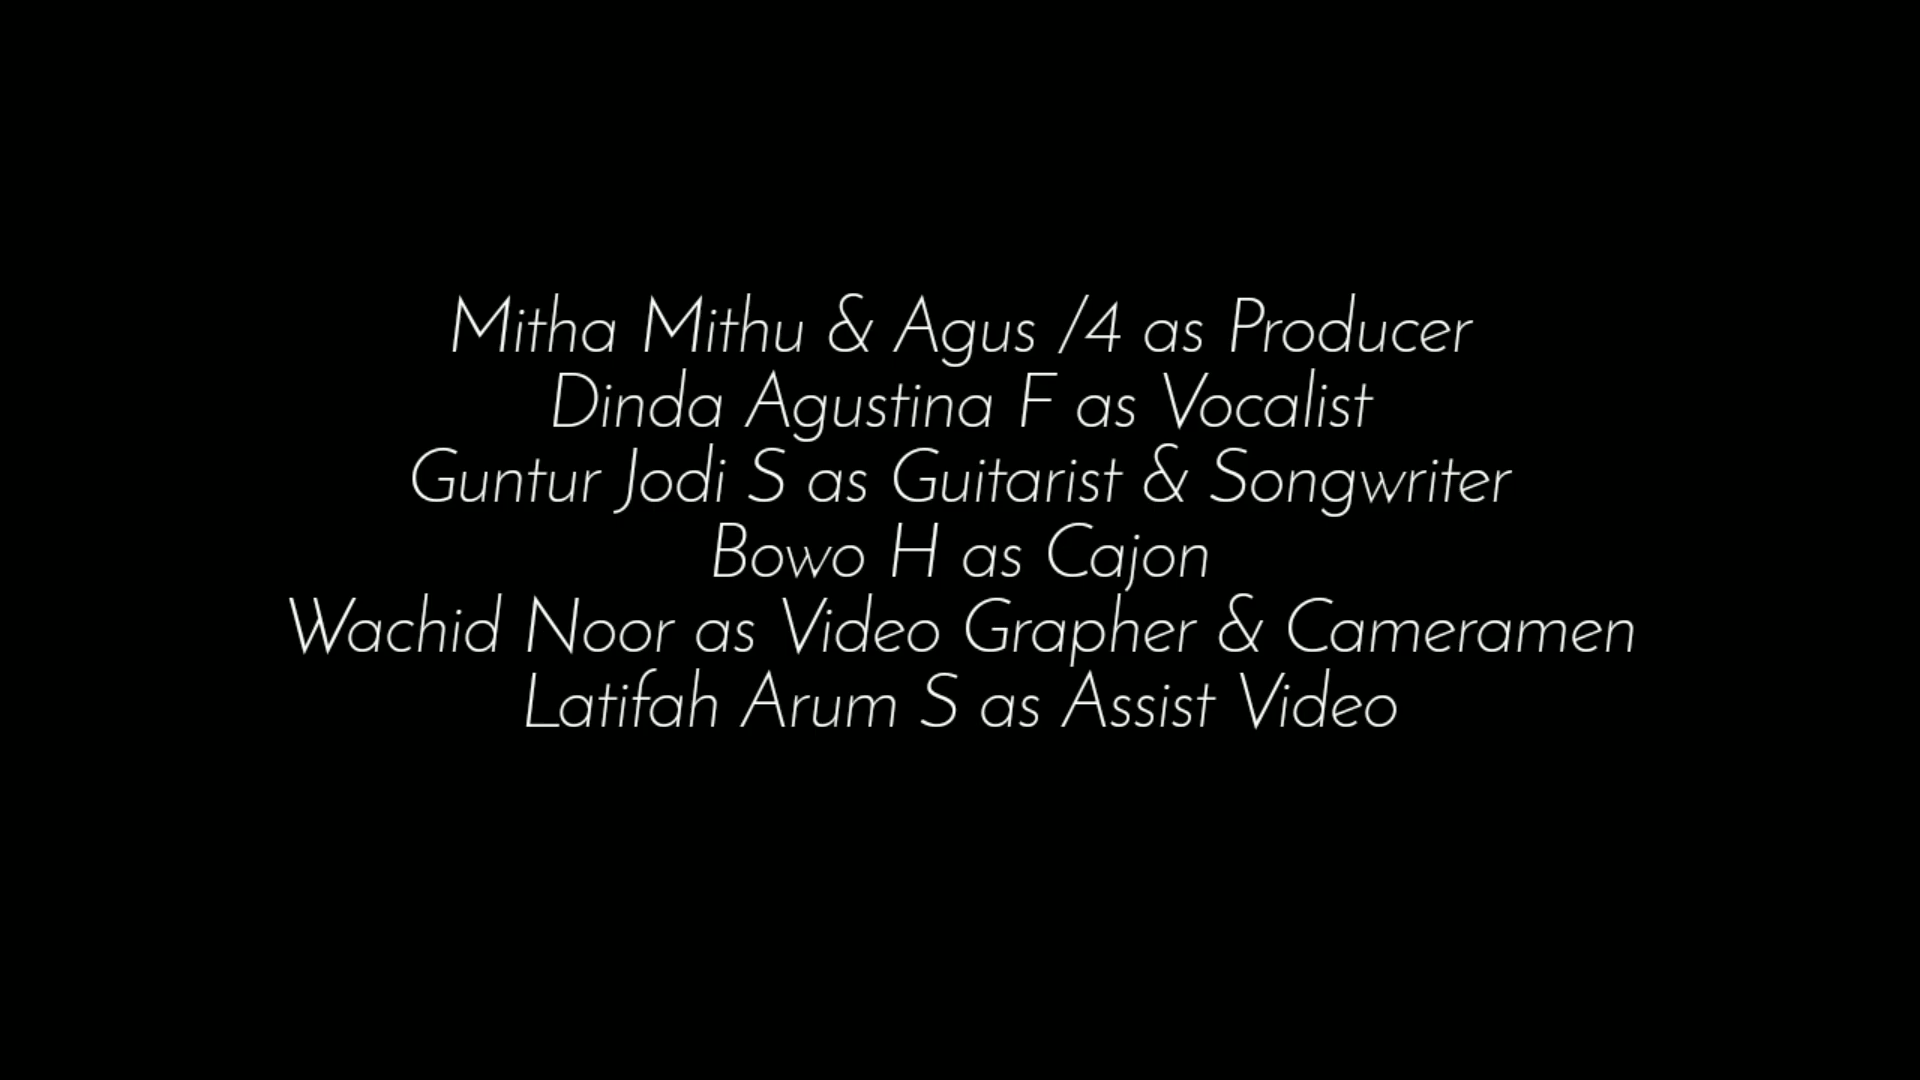 Mitha Mithu & Agus /4 as Producer
Dinda Agustina F as Vocalist
Guntur Jodi S as Guitarist & Songwriter
Bowo H as Cajon
Wachid Noor as Video Grapher & Cameramen
Latifah Arum S as Assist Video